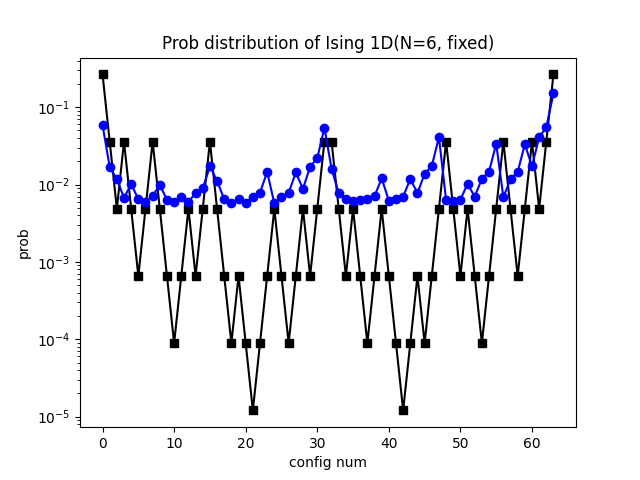 Prob distribution of Ising 1D(N=6, fixed)
10⁻¹
10⁻²
10⁻³
10⁻⁴
10⁻⁵
prob
0 10 20 30 40 50 60
config num